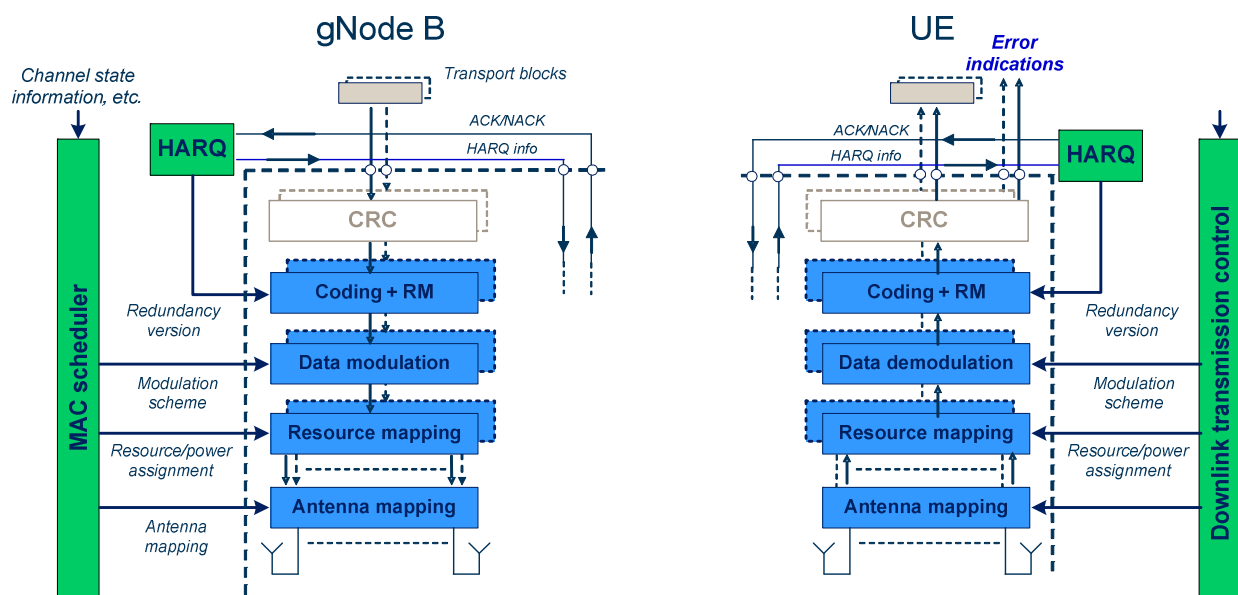 gNode B
UE
Channel state
information, etc.
Transport blocks
Error
indications
HARQ
ACK/NACK
HARQ info
ACK/NACK
HARQ info
HARQ
CRC
CRC
Coding + RM
Coding + RM
Redundancy
version
Redundancy
version
Data modulation
Data demodulation
Modulation
scheme
Modulation
scheme
Resource mapping
Resource mapping
Resource/power
assignment
Resource/power
assignment
Antenna mapping
Antenna mapping
Antenna
mapping
MAC scheduler
Downlink transmission control